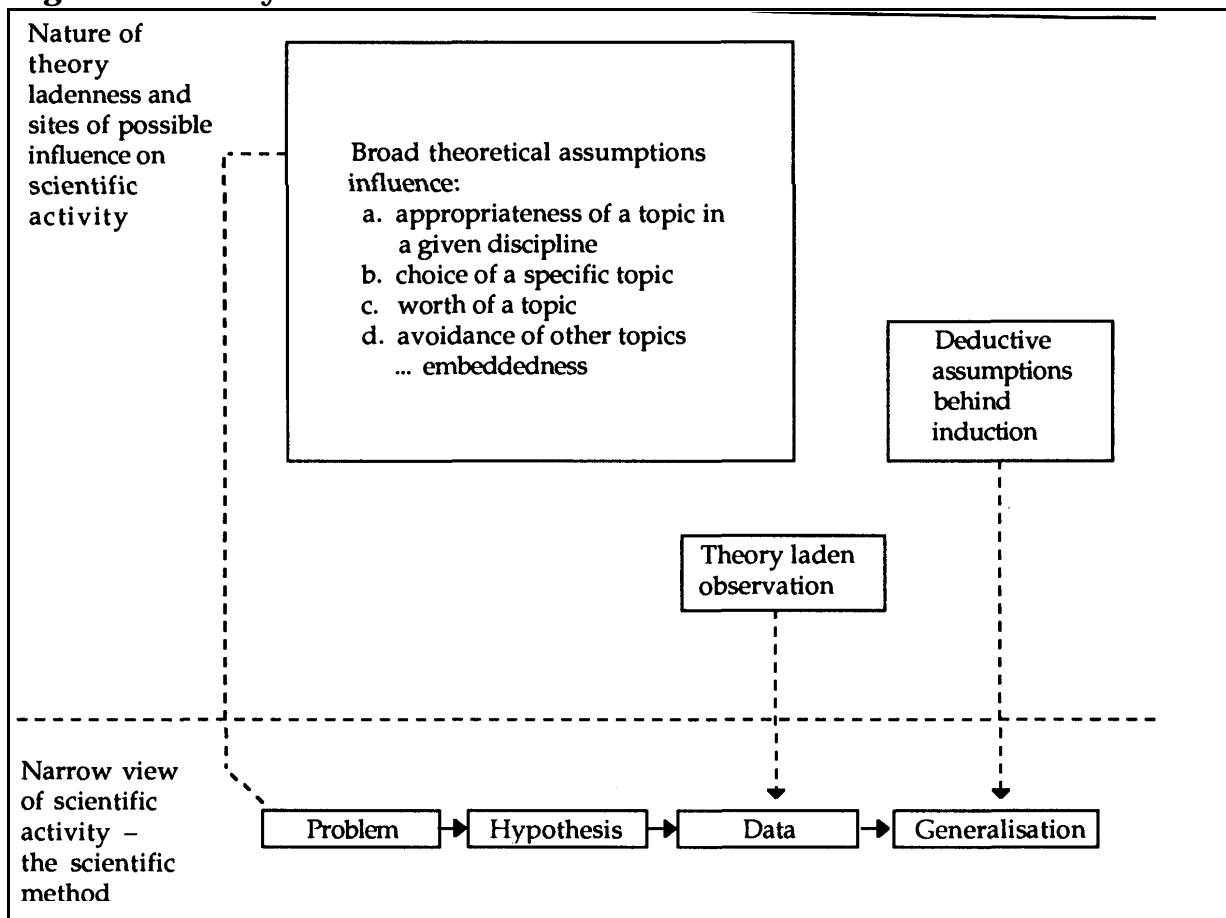 Nature of
theory
ladenness and
sites of possible
influence on
scientific
activity
Broad theoretical assumptions
influence:
a. appropriateness of a topic in
a given discipline
b. choice of a specific topic
c. worth of a topic
d. avoidance of other topics
... embeddedness
Deductive
assumptions
behind
induction
Theory laden
observation
Narrow view
of scientific
activity –
the scientific
method
Problem
Hypothesis
Data
Generalisation